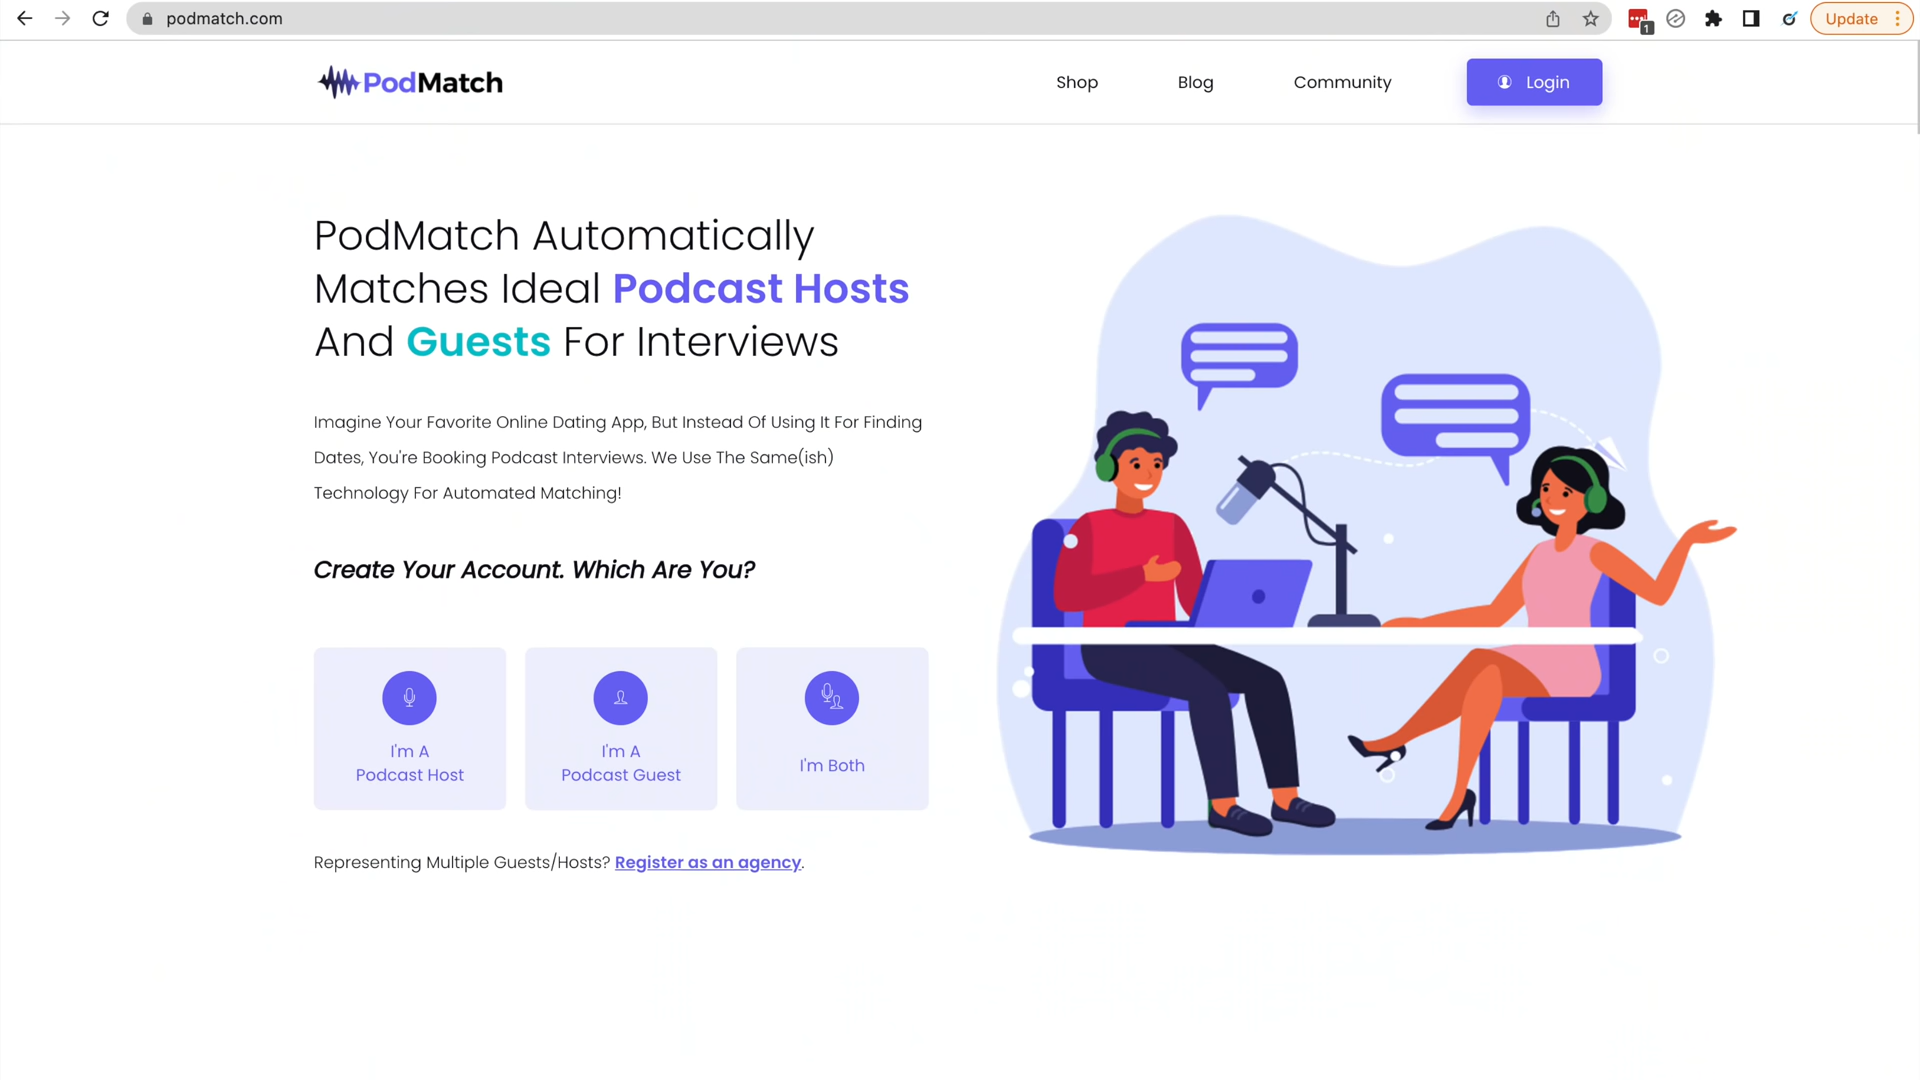 podmatch.com
1
Update
PodMatch
Shop
Blog
Community
Login
PodMatch Automatically
Matches Ideal Podcast Hosts
And Guests For Interviews
Imagine Your Favorite Online Dating App, But Instead Of Using It For Finding
Dates, You're Booking Podcast Interviews. We Use The Same(ish)
Technology For Automated Matching!
Create Your Account. Which Are You?
I'm A
Podcast Host
I'm A
Podcast Guest
I'm Both
Representing Multiple Guests/Hosts? Register as an agency.